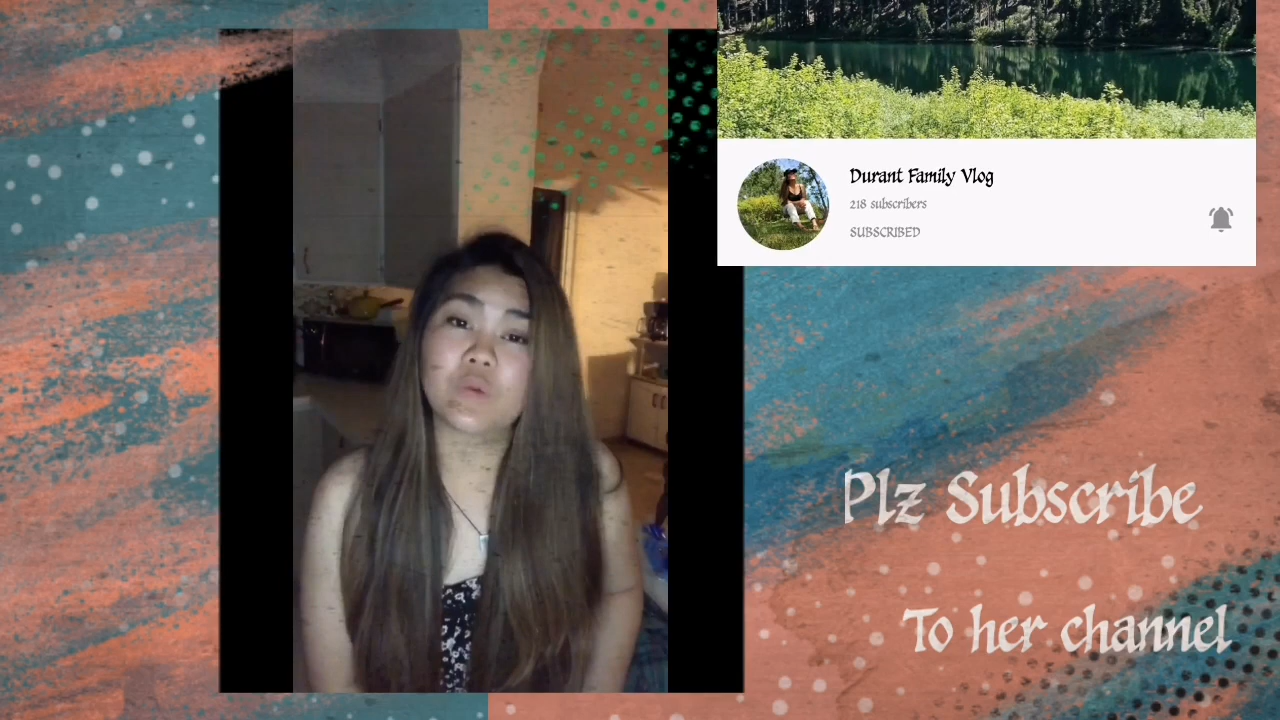 Durant Family Vlog
218 subscribers
SUBSCRIBED
Plz Subscribe
To her channel